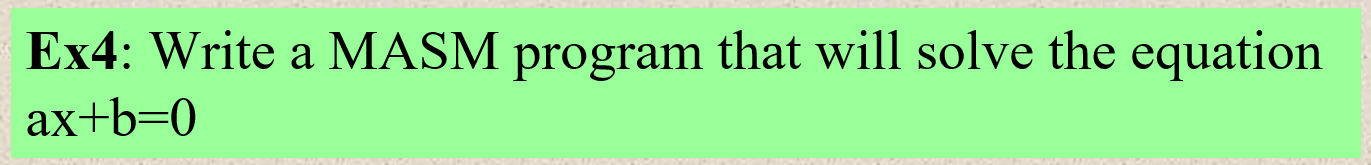 Ex4: Write a MASM program that will solve the equation
ax+b=0